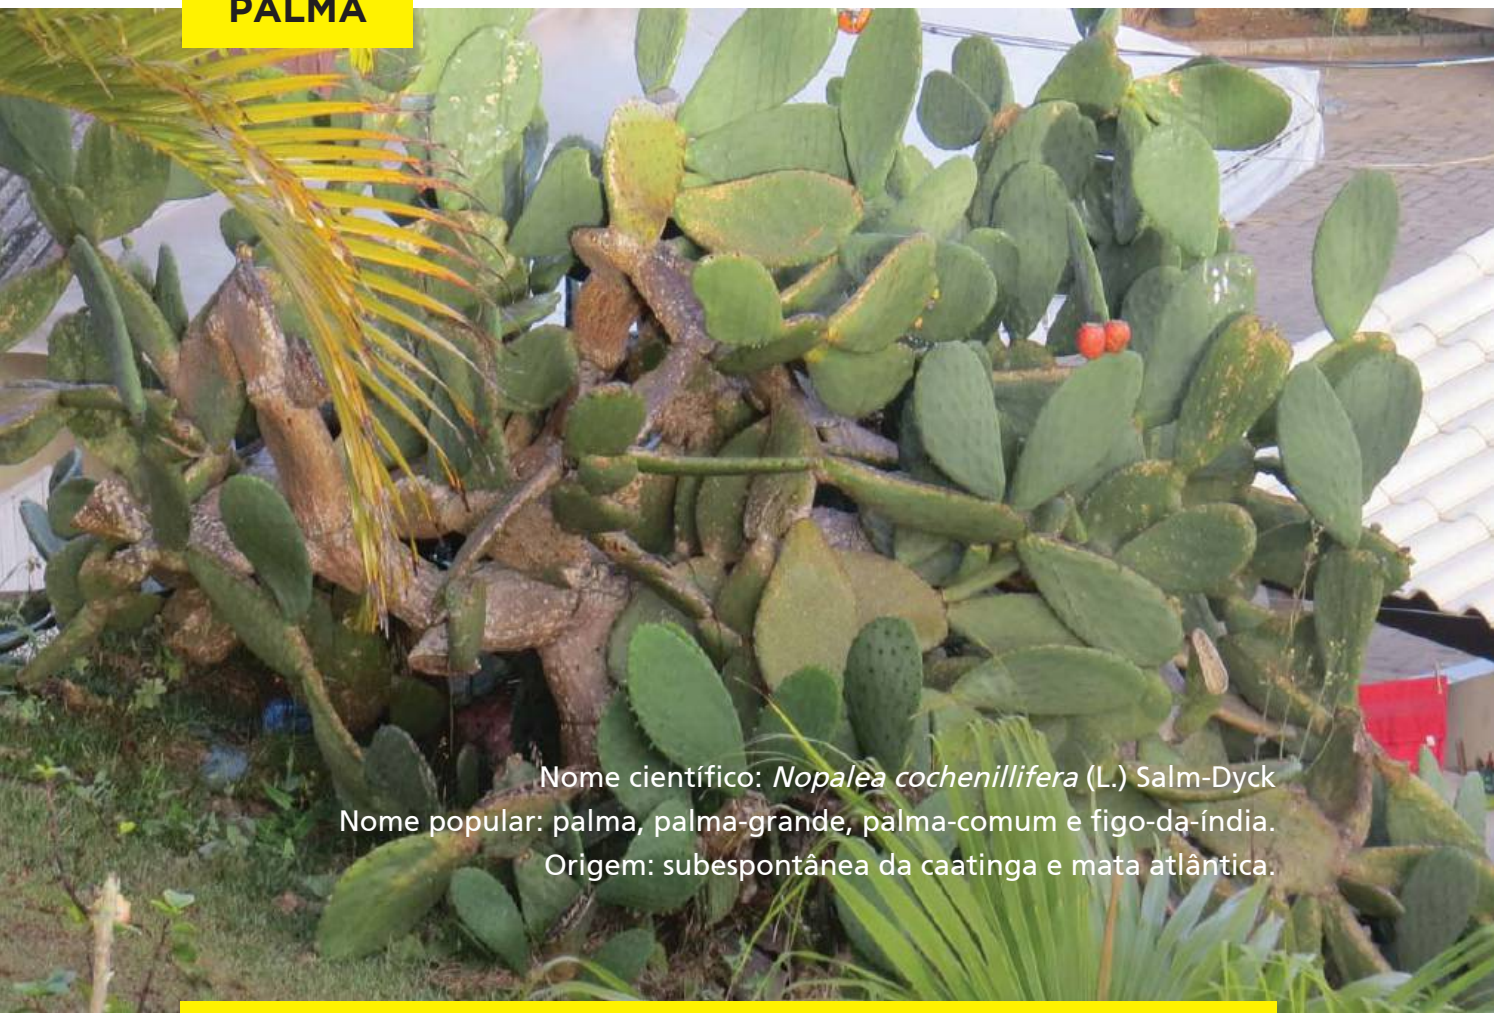 PALMA
Nome científico: Nopalea cochenillifera (L.) Salm-Dyck
Nome popular: palma, palma-grande, palma-comum e figo-da-índia.
Origem: subespontânea da caatinga e mata atlântica.